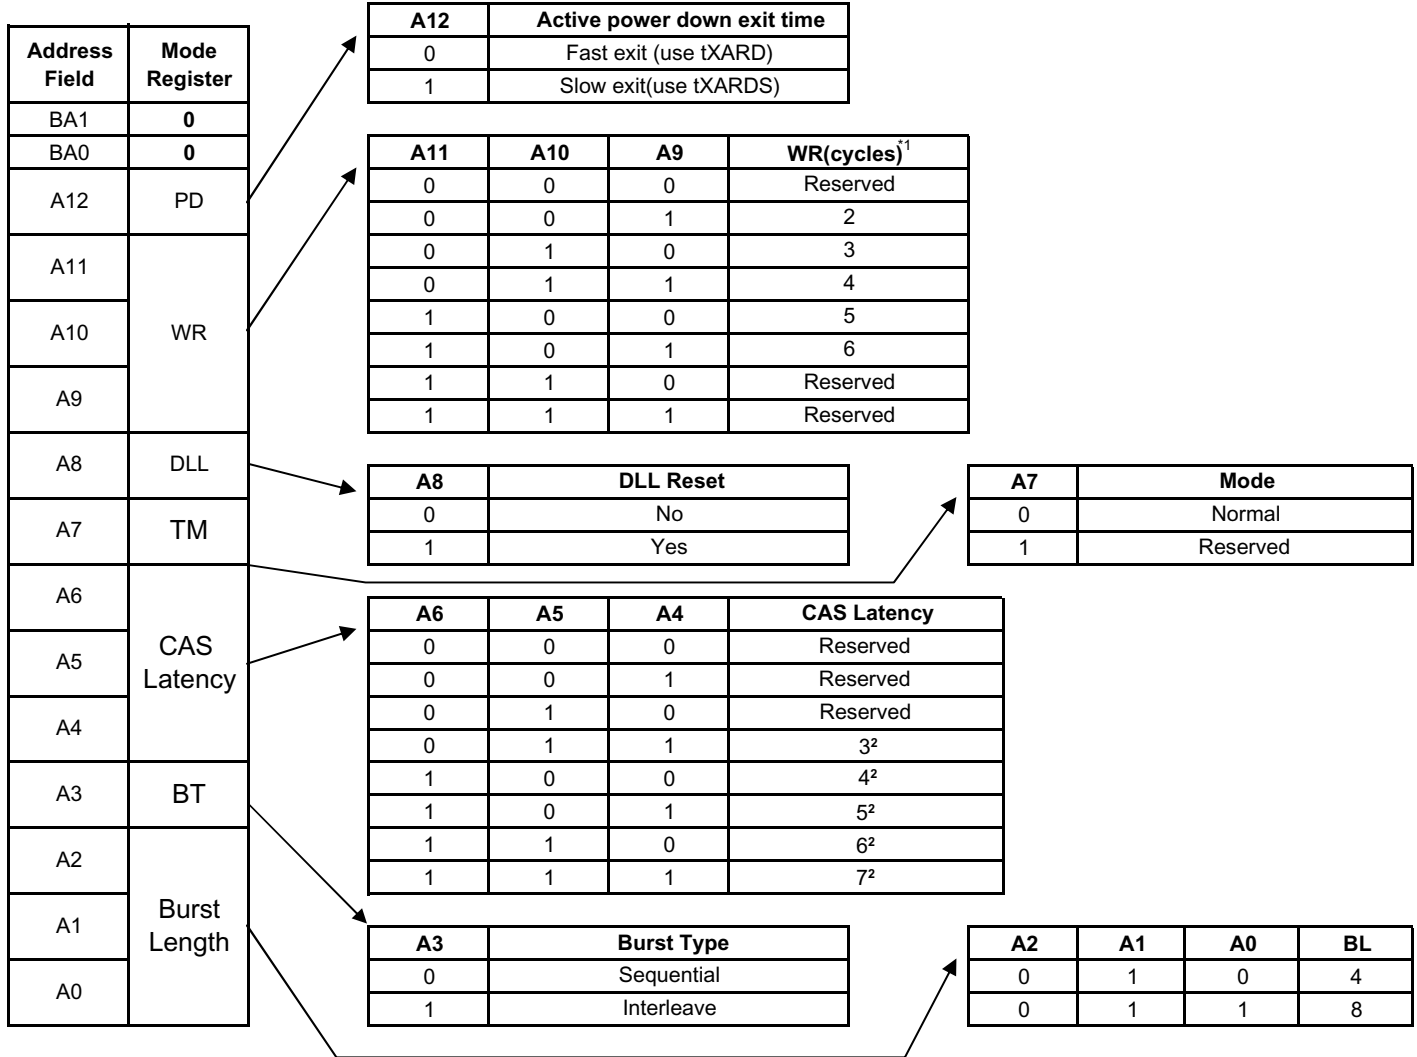 Address Field Mode Register
BA1 0
BA0 0
A12 PD
A11
A10 WR
A9
A8 DLL
A7 TM
A6
A5 CAS Latency
A4
A3 BT
A2
A1 Burst Length
A0
A12 Active power down exit time
0 Fast exit (use tXARD)
1 Slow exit(use tXARDS)
A11 A10 A9 WR(cycles)*1
0 0 0 Reserved
0 0 1 2
0 1 0 3
0 1 1 4
1 0 0 5
1 0 1 6
1 1 0 Reserved
1 1 1 Reserved
A8 DLL Reset
0 No
1 Yes
A7 Mode
0 Normal
1 Reserved
A6 A5 A4 CAS Latency
0 0 0 Reserved
0 0 1 Reserved
0 1 0 Reserved
0 1 1 3²
1 0 0 4²
1 0 1 5²
1 1 0 6²
1 1 1 7²
A3 Burst Type
0 Sequential
1 Interleave
A2 A1 A0 BL
0 1 0 4
0 1 1 8